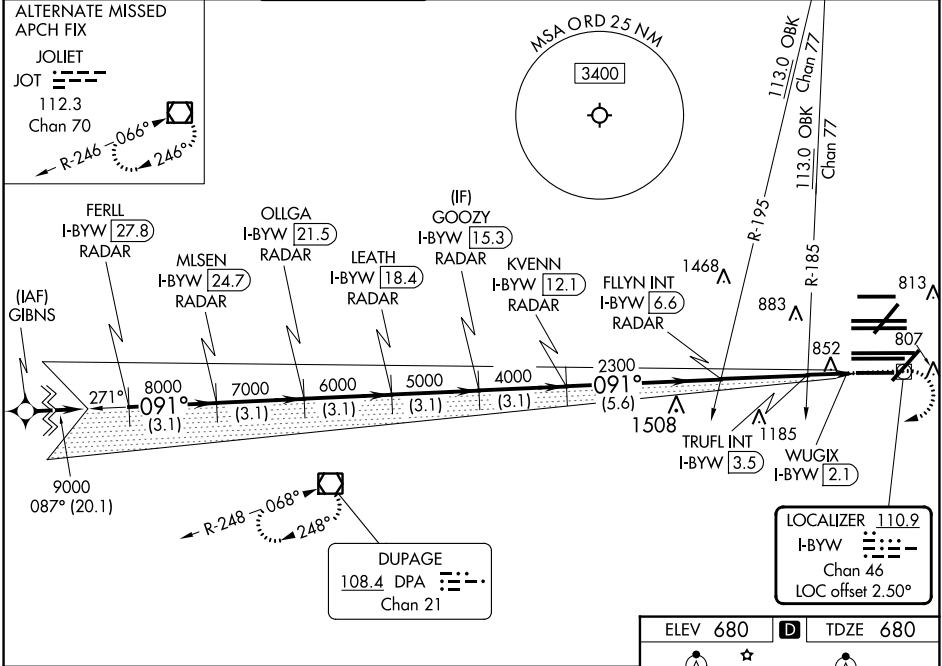 ALTERNATE MISSED
APCH FIX
JOLIET
JOT
112.3
Chan 70
R-246
066°
246°
MSA ORD 25 NM
3400
113.0 OBK
Chan 77
113.0 OBK
Chan 77
R-195
R-185
(IAF)
GIBNS
FERLL
I-BYW 27.8
RADAR
MLSEN
I-BYW 24.7
RADAR
OLLGA
I-BYW 21.5
RADAR
LEATH
I-BYW 18.4
RADAR
(IF)
GOOZY
I-BYW 15.3
RADAR
KVENN
I-BYW 12.1
RADAR
FLLYN INT
I-BYW 6.6
RADAR
1468
883
813
852
807
271°
8000
091°
(3.1)
7000
(3.1)
6000
(3.1)
5000
(3.1)
4000
(3.1)
2300
091°
(5.6)
1508
1185
TRUFL INT
I-BYW 3.5
WUGIX
I-BYW 2.1
9000
087° (20.1)
R-248
068°
248°
DUPAGE
108.4 DPA
Chan 21
LOCALIZER 110.9
I-BYW
Chan 46
LOC offset 2.50°
ELEV 680 D TDZE 680
A
A